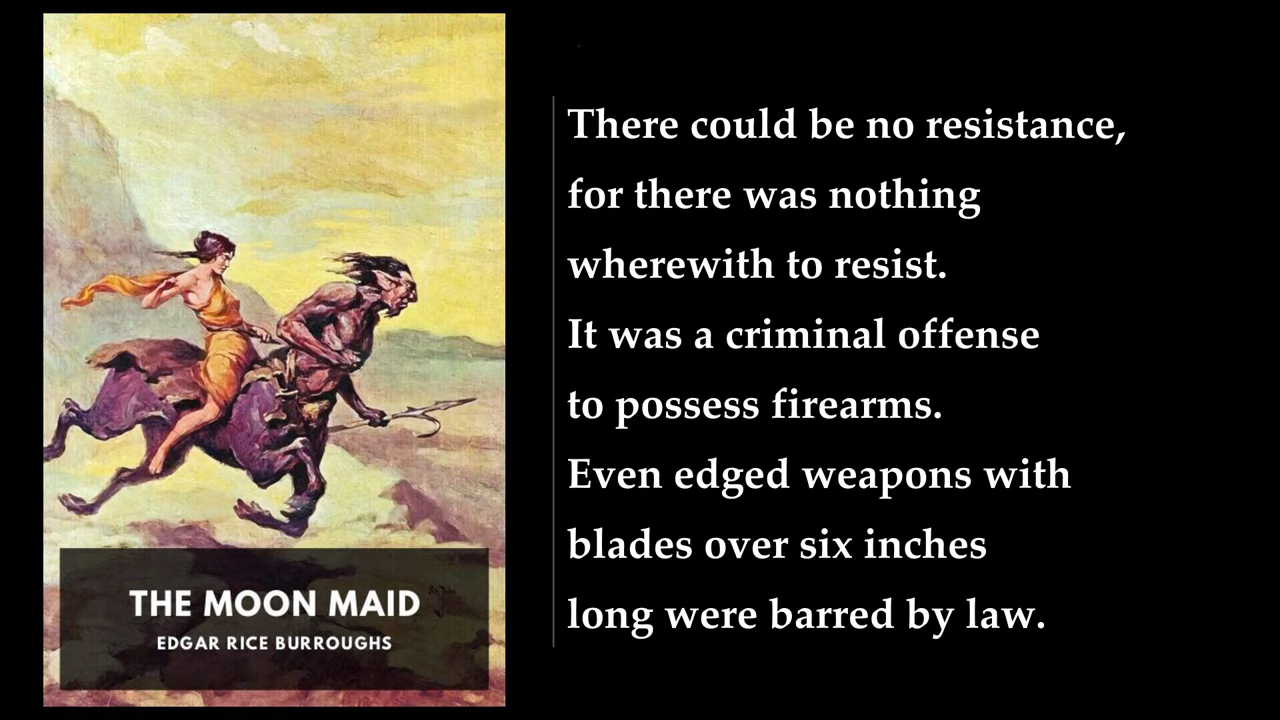 THE MOON MAID
EDGAR RICE BURROUGHS
There could be no resistance,
for there was nothing
wherewith to resist.
It was a criminal offense
to possess firearms.
Even edged weapons with
blades over six inches
long were barred by law.